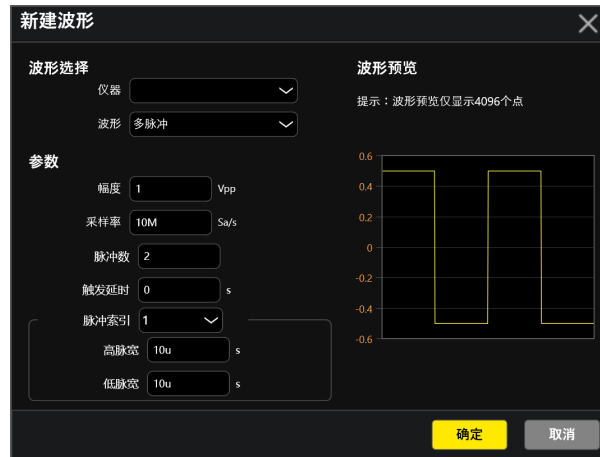 新建波形
波形选择
仪器
波形 多脉冲
参数
幅度 1 Vpp
采样率 10M Sa/s
脉冲数 2
触发延时 0 s
脉冲索引 1
高脉宽 10u s
低脉宽 10u s
波形预览
提示：波形预览仅显示4096个点
0.6
0.4
0.2
0
-0.2
-0.4
-0.6
确定 取消